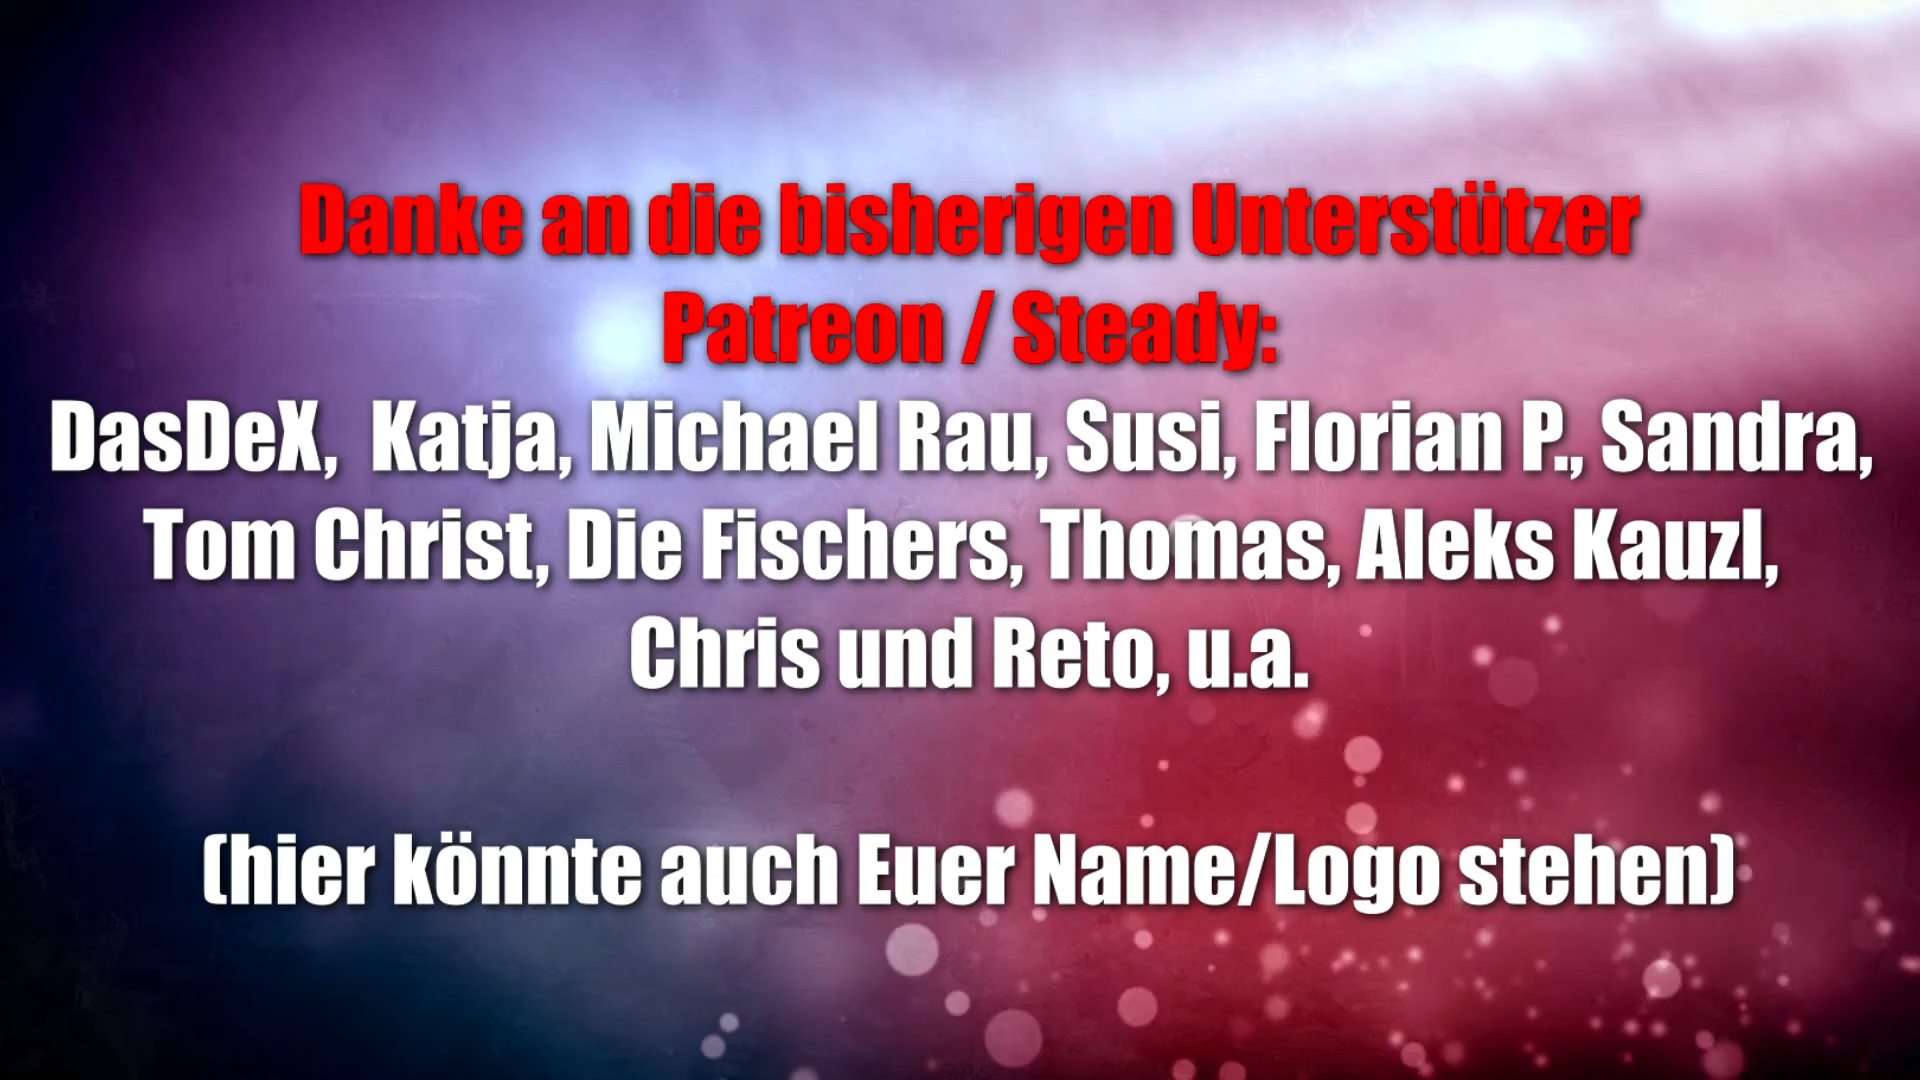 Danke an die bisherigen Unterstützer
Patreon / Steady:
DasDeX,  Katja, Michael Rau, Susi, Florian P., Sandra,
Tom Christ, Die Fischers, Thomas, Aleks Kauzl,
Chris und Reto, u.a.
(hier könnte auch Euer Name/Logo stehen)